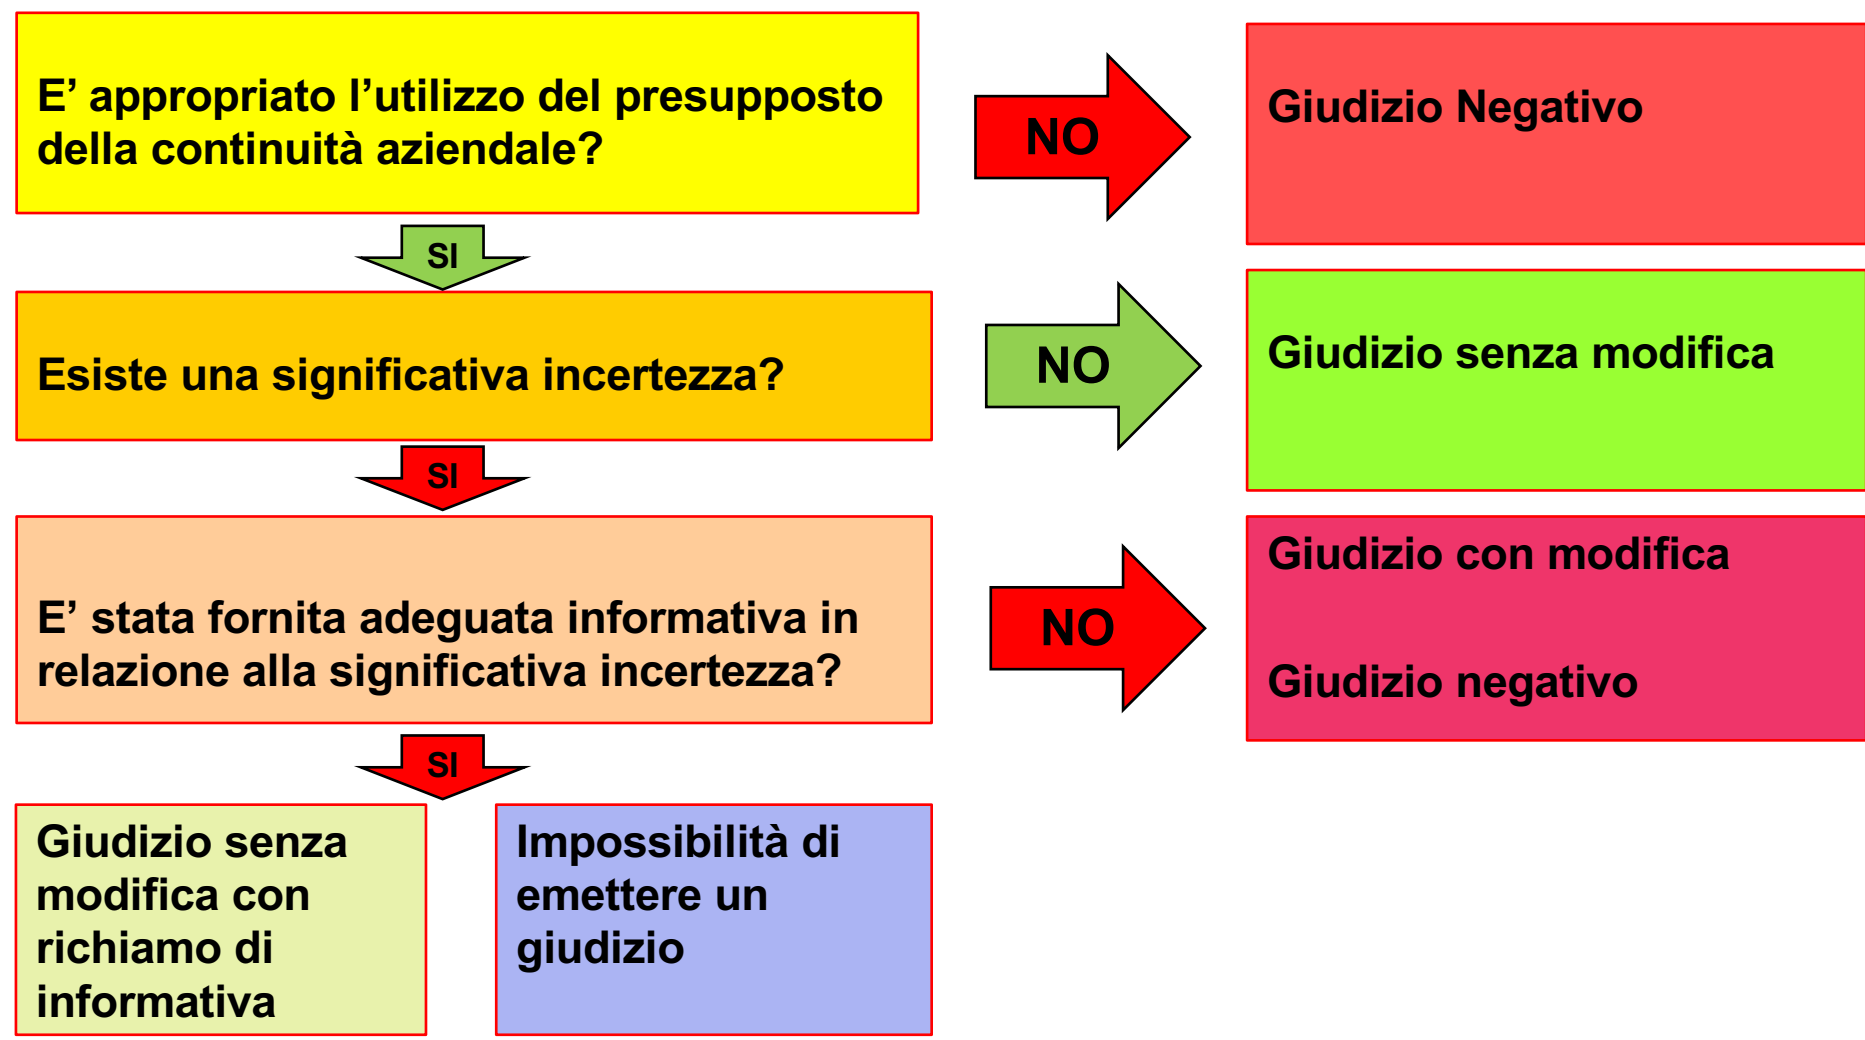 E’ appropriato l’utilizzo del presupposto
della continuità aziendale?
NO
Giudizio Negativo
SI
Esiste una significativa incertezza?
NO
Giudizio senza modifica
SI
E’ stata fornita adeguata informativa in
relazione alla significativa incertezza?
NO
Giudizio con modifica
Giudizio negativo
SI
Giudizio senza
modifica con
richiamo di
informativa
Impossibilità di
emettere un
giudizio